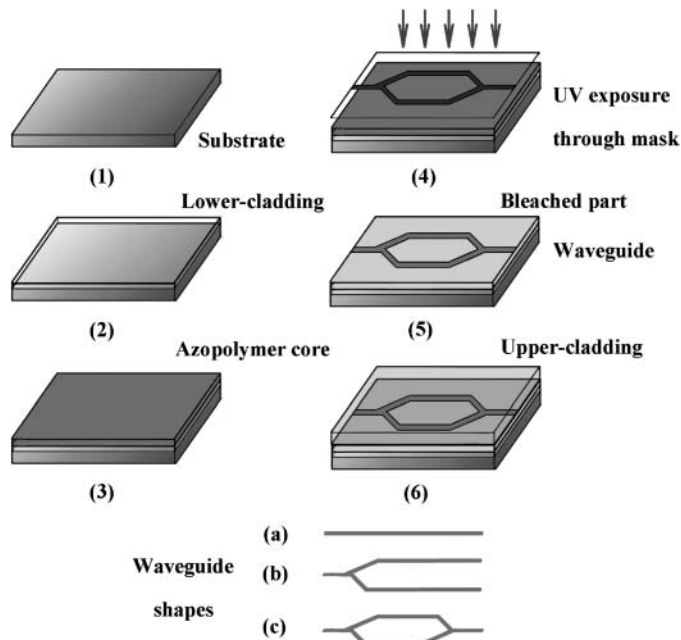 Substrate
(1)
UV exposure
through mask
(4)
Lower-cladding
(2)
Bleached part
Waveguide
(5)
Azopolymer core
(3)
Upper-cladding
(6)
Waveguide
shapes
(a)
(b)
(c)